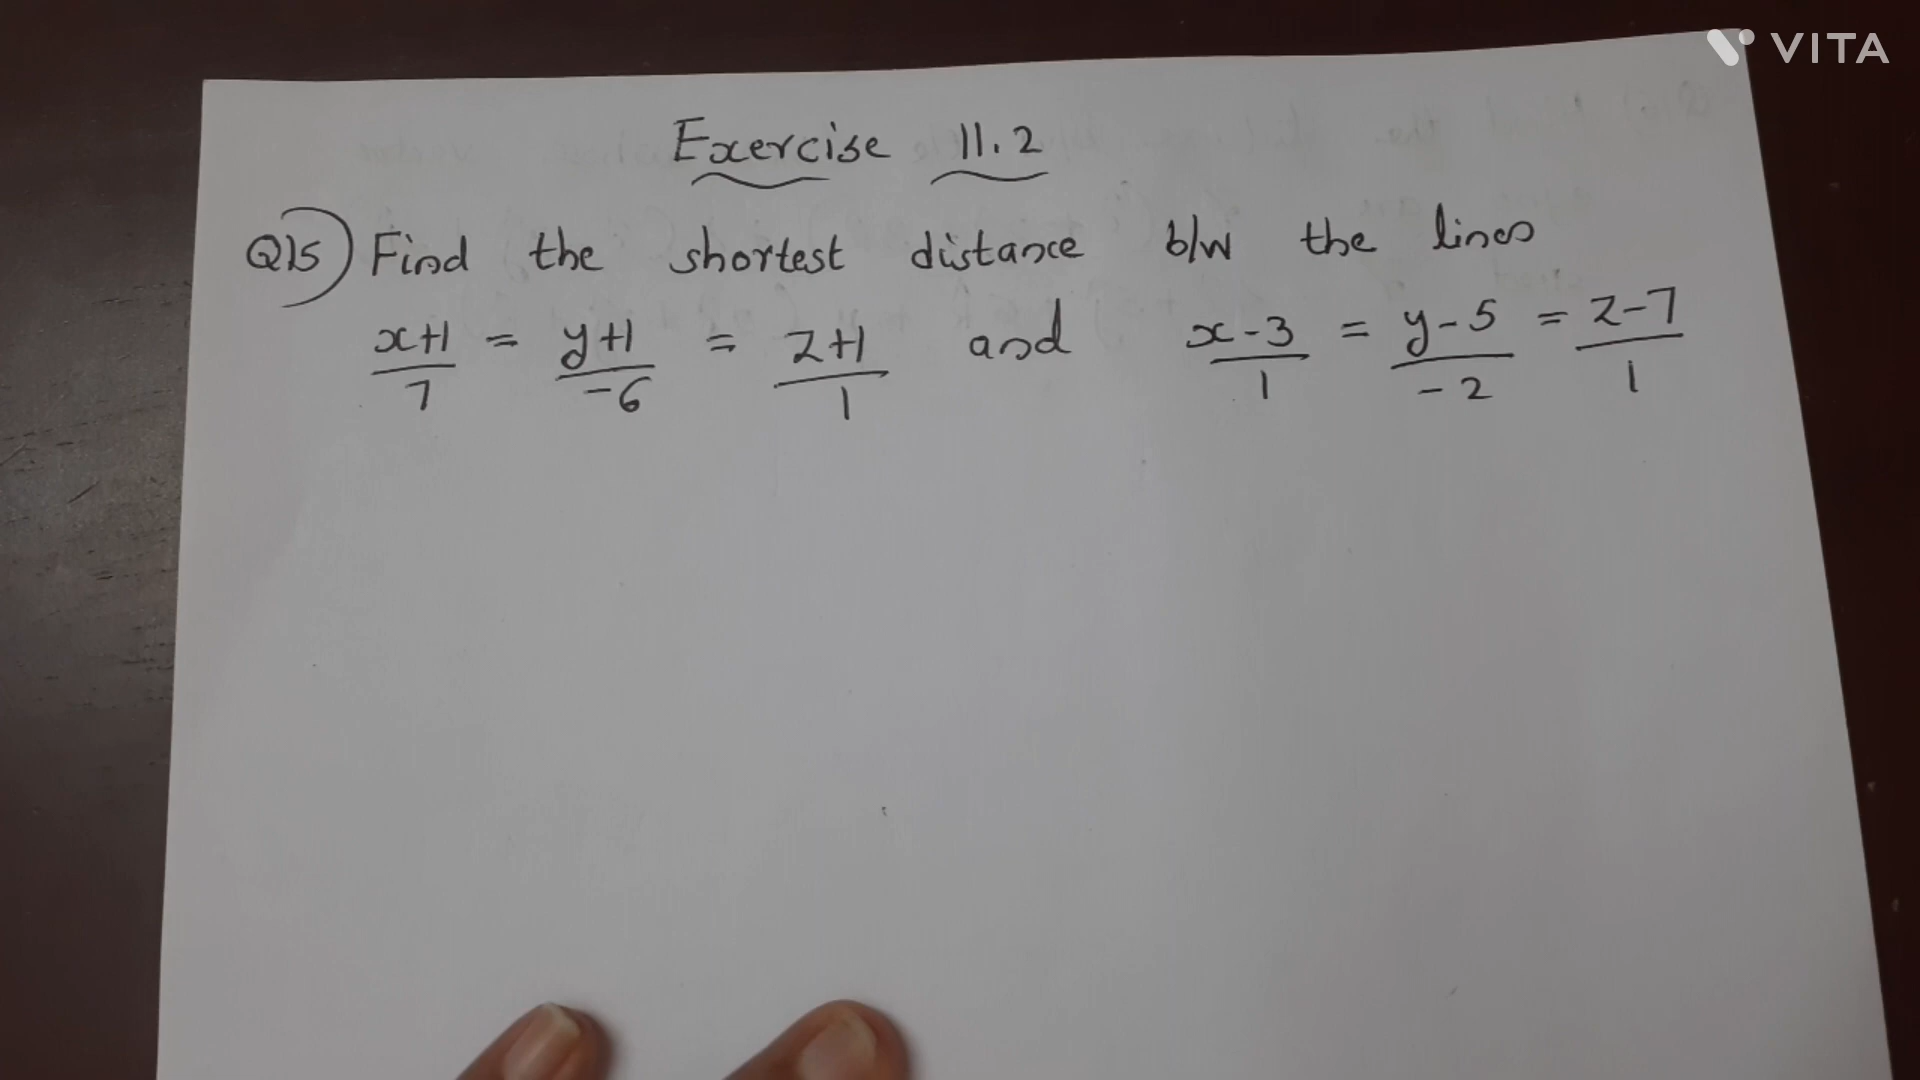 VITA
Exercise 11.2
Q15) Find the shortest distance b/w the lines
x+1/7 = y+1/-6 = z+1/1 and x-3/1 = y-5/-2 = z-7/1